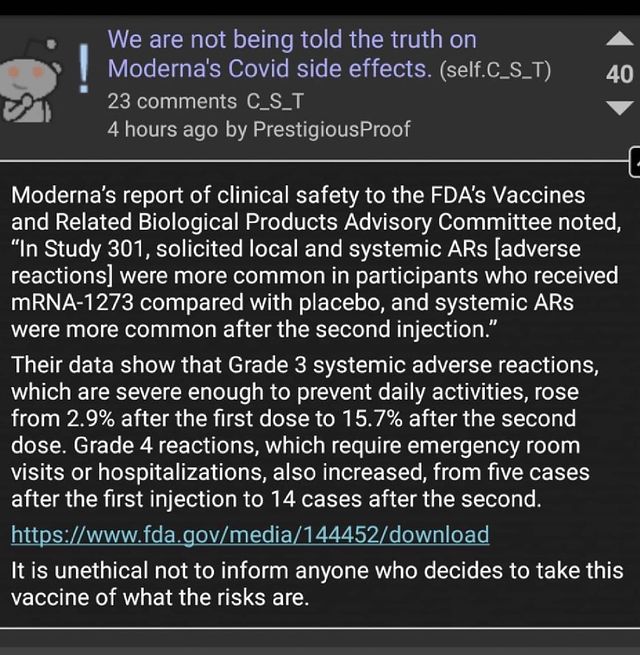 We are not being told the truth on
Moderna's Covid side effects. (self.C_S_T)
40
23 comments C_S_T
4 hours ago by PrestigiousProof
Moderna’s report of clinical safety to the FDA’s Vaccines
and Related Biological Products Advisory Committee noted,
“In Study 301, solicited local and systemic ARs [adverse
reactions] were more common in participants who received
mRNA-1273 compared with placebo, and systemic ARs
were more common after the second injection.”
Their data show that Grade 3 systemic adverse reactions,
which are severe enough to prevent daily activities, rose
from 2.9% after the first dose to 15.7% after the second
dose. Grade 4 reactions, which require emergency room
visits or hospitalizations, also increased, from five cases
after the first injection to 14 cases after the second.
https://www.fda.gov/media/144452/download
It is unethical not to inform anyone who decides to take this
vaccine of what the risks are.